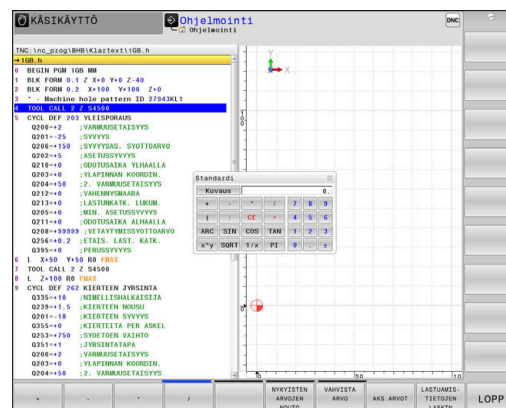 KÄSIKÄYTTÖ
Ohjelmointi
Ohjelmointi
DNC
TNC:\nc_prog\BHB\Klartext\1GB.h
→1GB.h
0 BEGIN PGM 1GB MM
1 BLK FORM 0.1 Z X+0 Y+0 Z-40
2 BLK FORM 0.2 X+100 Y+100 Z+0
3 * - Machine hole pattern ID 27943KL1
4 TOOL CALL 2 Z S4500
5 CYCL DEF 203 YLEISPORAUS
Q200=+2 ;VARMUUSETAISYYS
Q201=-25 ;SYVYYS
Q206=+150 ;SYVYYSAS. SYOTTOARVO
Q202=+5 ;ASETUSSYVYYS
Q210=+0 ;ODOTUSAIKA YLHAALLA
Q203=+0 ;YLAPINNAN KOORDIN.
Q204=+50 ;2. VARMUUSETAISYYS
Q212=+0 ;VAHENNYSMAARA
Q213=+0 ;LASTUNKATK. LUKUM.
Q205=+0 ;MIN. ASETUSSYVYYS
Q211=+0 ;ODOTUSAIKA ALHAALLA
Q208=+99999 ;VETAYTYMISSYOTTOARVO
Q256=+0.2 ;ETAIS. LAST. KATK.
Q395=+0 ;PERUSSYVYYS
6 L X+50 Y+50 R0 FMAX
7 TOOL CALL 2 Z S4500
8 L Z+100 R0 FMAX
9 CYCL DEF 262 KIERTEEN JYRSINTA
Q335=+10 ;NIMELLISHALKAISIJA
Q239=+1.5 ;KIERTEEN NOUSU
Q201=-18 ;KIERTEEN SYVYYS
Q355=+0 ;KIERTEITA PER ASKEL
Q253=+750 ;SYOETOEN VAIHTO
Q351=+1 ;JYRSINTATAPA
Q200=+2 ;VARMUUSETAISYYS
Q203=+0 ;YLAPINNAN KOORDIN.
Q204=+50 ;2. VARMUUSETAISYYS
Y
X
100
0
0
50
10
Standardi
Kuvaus 0.
+ - * / 7 8 9
( ) CE = 4 5 6
ARC SIN COS TAN 1 2 3
x^y SQRT 1/x PI 0 . ±
+
-
*
/
NYKYISTEN
ARVOJEN
NOUTO
VAHVISTA
ARVO
AKS.ARVOT
LASTUAMIS-
TIETOJEN
LASKIN
LOPP